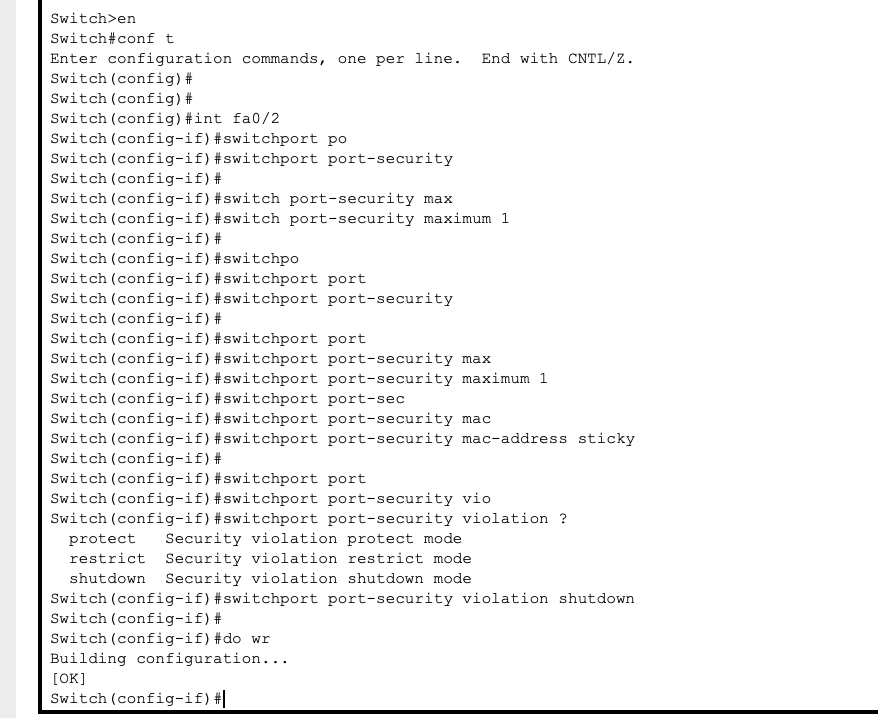 Switch>en
Switch#conf t
Enter configuration commands, one per line.  End with CNTL/Z.
Switch(config)#
Switch(config)#
Switch(config)#int fa0/2
Switch(config-if)#switchport po
Switch(config-if)#switchport port-security
Switch(config-if)#
Switch(config-if)#switch port-security max
Switch(config-if)#switch port-security maximum 1
Switch(config-if)#
Switch(config-if)#switchpo
Switch(config-if)#switchport port
Switch(config-if)#switchport port-security
Switch(config-if)#
Switch(config-if)#switchport port
Switch(config-if)#switchport port-security max
Switch(config-if)#switchport port-security maximum 1
Switch(config-if)#switchport port-sec
Switch(config-if)#switchport port-security mac
Switch(config-if)#switchport port-security mac-address sticky
Switch(config-if)#
Switch(config-if)#switchport port
Switch(config-if)#switchport port-security vio
Switch(config-if)#switchport port-security violation ?
  protect   Security violation protect mode
  restrict  Security violation restrict mode
  shutdown  Security violation shutdown mode
Switch(config-if)#switchport port-security violation shutdown
Switch(config-if)#
Switch(config-if)#do wr
Building configuration...
[OK]
Switch(config-if)#